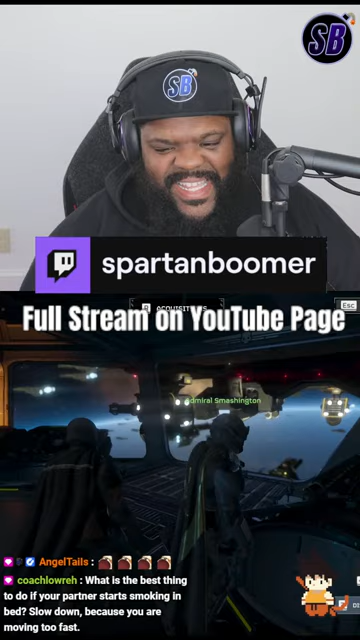 SB
SB
spartanboomer
Esc
Full Stream on YouTube Page
Admiral Smashington
AngelTails :
coachlowreh : What is the best thing
to do if your partner starts smoking in
bed? Slow down, because you are
moving too fast.